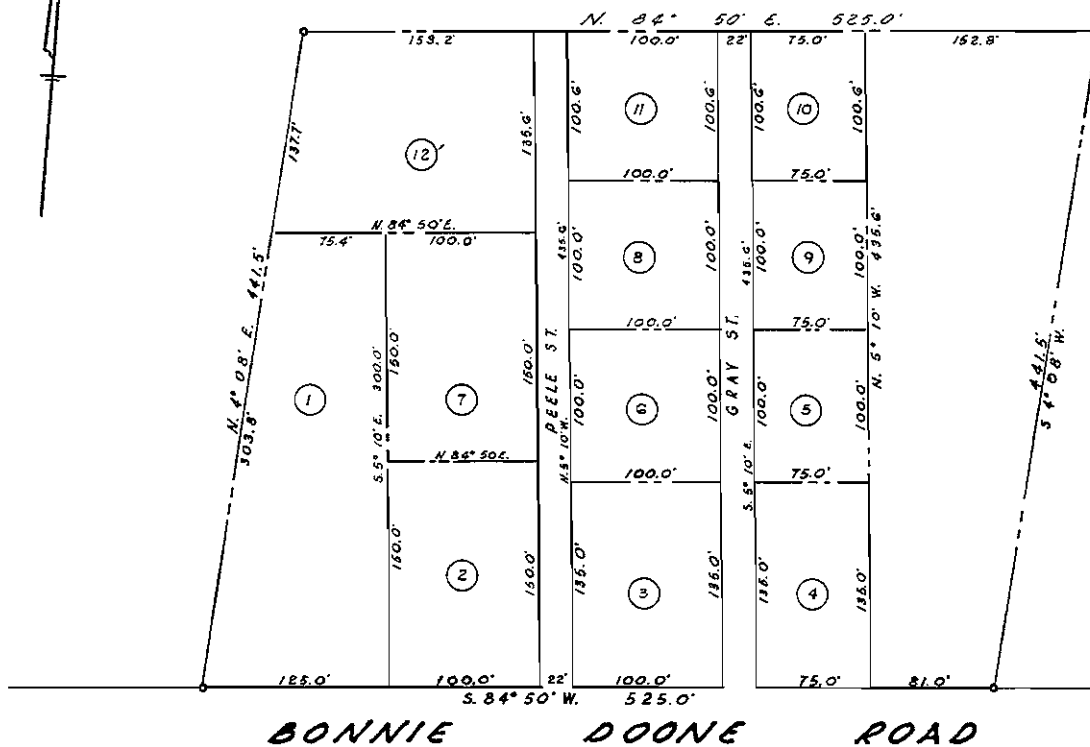 N. 84° 50' E. 525.0'
153.2' 100.0' 22' 75.0' 162.8'
137.7' 135.6' 100.6' 100.6' 100.6' 100.6'
12' 11 10
100.0' 75.0'
N. 84° 50' E.
75.4' 100.0'
N. 4° 08' E. 441.5'
303.8'
S. 5° 10' E. 300.0'
150.0' 150.0'
1 7
N 84° 50 E.
150.0' 150.0'
2
PEELE ST.
N. 5° 10' W. 435.6'
100.0' 100.0'
8
100.0'
100.0' 100.0'
6
100.0'
135.0' 135.0'
3
GRAY ST.
S. 5° 10' E. 435.6'
100.0' 100.0'
9
75.0'
100.0' 100.0'
5
75.0'
135.0' 135.0'
4
N. 5° 10' W. 435.6'
441.5'
S 4° 08' W.
125.0' 100.0' 22' 100.0' 75.0' 81.0'
S. 84° 50' W. 525.0'
BONNIE DOONE ROAD